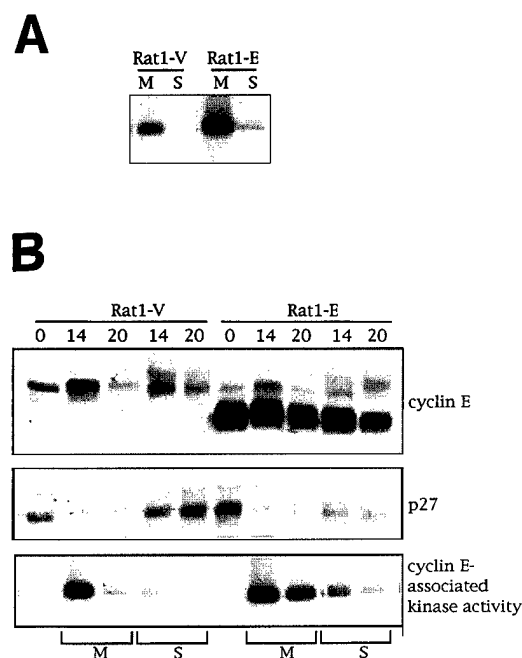 A
Rat1-V Rat1-E
M S M S
B
Rat1-V Rat1-E
0 14 20 14 20 0 14 20 14 20
cyclin E
p27
cyclin E-
associated
kinase activity
M S M S